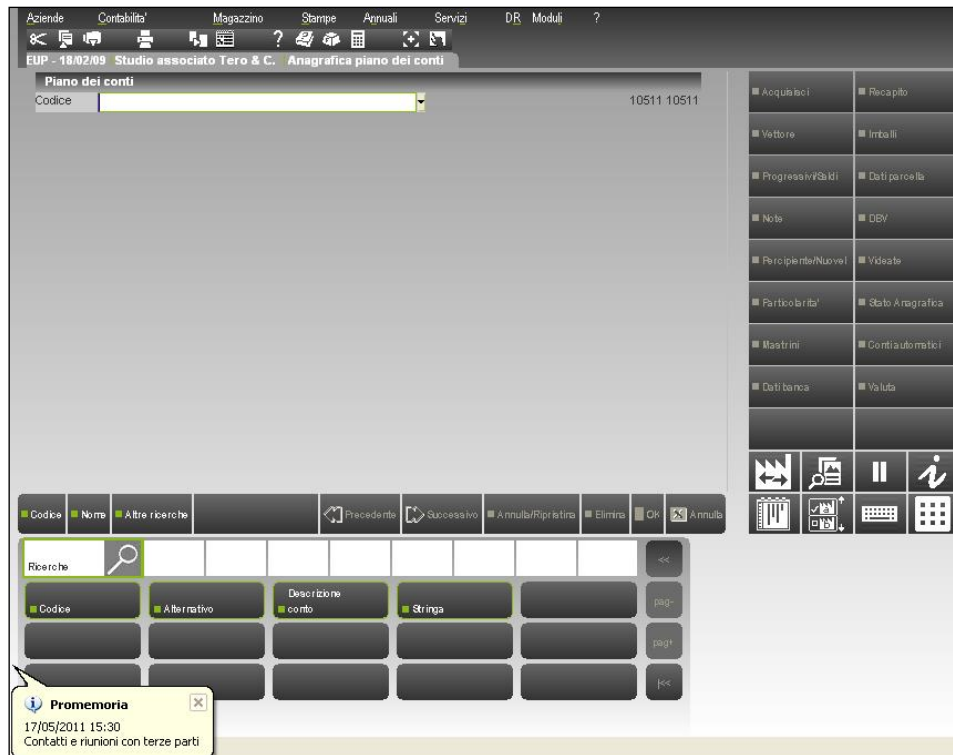 Aziende Contabilita' Magazzino Stampe Annuali Servizi DR Moduli ?
EUP - 18/02/09 Studio associato Tero & C. Anagrafica piano dei conti
Piano dei conti
Codice 10511 10511
Acquisisci Recapito
Vettore Imballi
Progressivi/Saldi Dati parcella
Note DBV
Percipiente/Nuovel Videate
Particolarita' Stato Anagrafica
Mastrini Conti automatici
Dati banca Valuta
Codice Nome Altre ricerche Precedente Successivo Annulla/Ripristina Elimina OK Annulla
Ricerche <<
Codice Alternativo Descrizione conto Stringa pag-
pag+
|<<
Promemoria
17/05/2011 15:30
Contatti e riunioni con terze parti